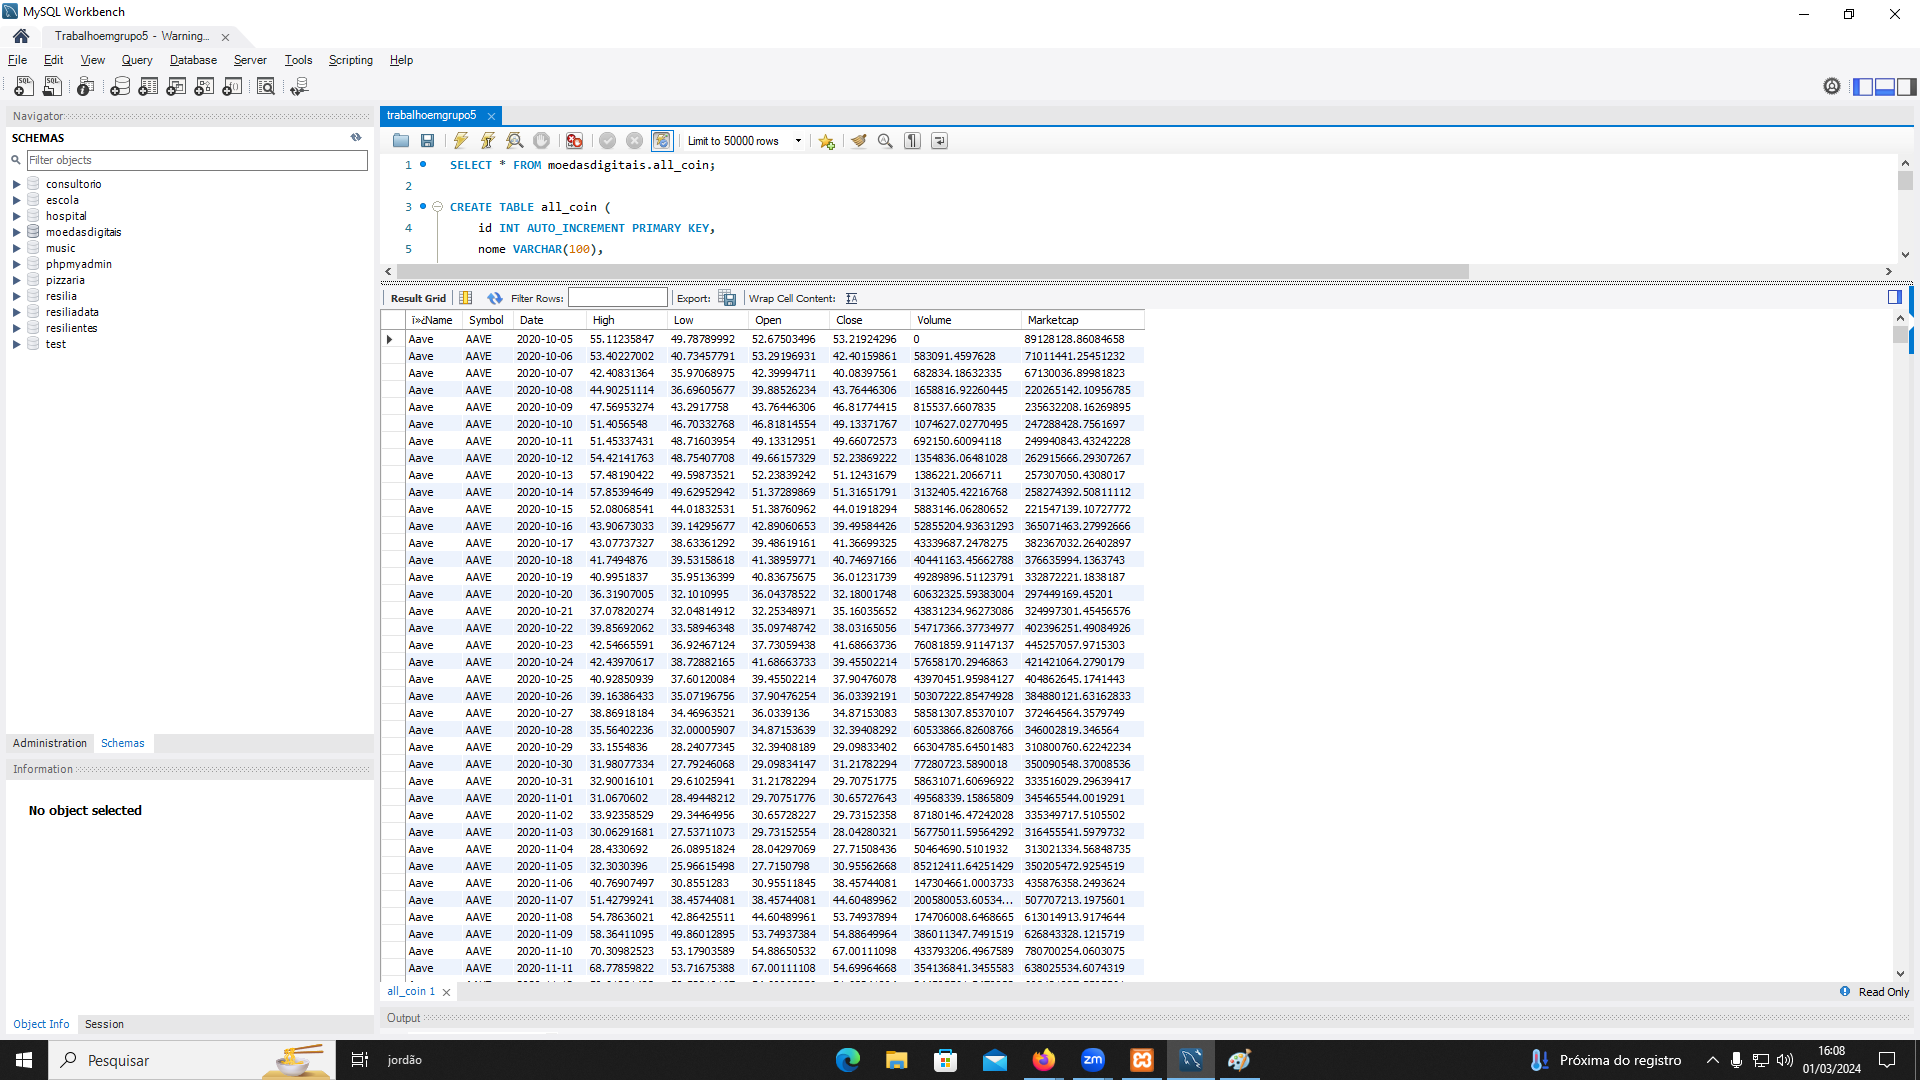 MySQL Workbench
Trabalhoemgrupo5 - Warning...
File Edit View Query Database Server Tools Scripting Help
Navigator
SCHEMAS
Filter objects
consultorio
escola
hospital
moedasdigitais
music
phpmyadmin
pizzaria
resilia
resiliadata
resilientes
test
Administration Schemas
Information
No object selected
Object Info Session
trabalhoemgrupo5
Limit to 50000 rows
1 SELECT * FROM moedasdigitais.all_coin;
2
3 CREATE TABLE all_coin (
4 id INT AUTO_INCREMENT PRIMARY KEY,
5 nome VARCHAR(100),
Result Grid Filter Rows: Export: Wrap Cell Content:
ï»¿Name Symbol Date High Low Open Close Volume Marketcap
Aave AAVE 2020-10-05 55.11235847 49.78789992 52.67503496 53.21924296 0 89128128.86084658
Aave AAVE 2020-10-06 53.40227002 40.73457791 53.29196931 42.40159861 583091.4597628 71011441.25451232
Aave AAVE 2020-10-07 42.40831364 35.97068975 42.39994711 40.08397561 682834.18632335 67130036.89981823
Aave AAVE 2020-10-08 44.90251114 36.69605677 39.88526234 43.76446306 1658816.92260445 220265142.10956785
Aave AAVE 2020-10-09 47.56953274 43.2917758 43.76446306 46.81774415 815537.6607835 235632208.16269895
Aave AAVE 2020-10-10 51.4056548 46.70332768 46.81814554 49.13371767 1074627.02770495 247288428.7561697
Aave AAVE 2020-10-11 51.45337431 48.71603954 49.13312951 49.66072573 692150.60094118 249940843.43242228
Aave AAVE 2020-10-12 54.42141763 48.75407708 49.66157329 52.23869222 1354836.06481028 262915666.29307267
Aave AAVE 2020-10-13 57.48190422 49.59873521 52.23839242 51.12431679 1386221.2066711 257307050.4308017
Aave AAVE 2020-10-14 57.85394649 49.62952942 51.37289869 51.31651791 3132405.42216768 258274392.50811112
Aave AAVE 2020-10-15 52.08068541 44.01832531 51.38760962 44.01918294 5883146.06280652 221547139.10727772
Aave AAVE 2020-10-16 43.90673033 39.14295677 42.89060653 39.49584426 52855204.93631293 365071463.27992666
Aave AAVE 2020-10-17 43.07737327 38.63361292 39.48619161 41.36699325 43339687.2478275 382367032.26402897
Aave AAVE 2020-10-18 41.7494876 39.53158618 41.38959771 40.74697166 40441163.45662788 376635994.1363743
Aave AAVE 2020-10-19 40.9951837 35.95136399 40.83675675 36.01231739 49289896.51123791 332872221.1838187
Aave AAVE 2020-10-20 36.31907005 32.1010995 36.04378522 32.18001748 60632325.59383004 297449169.45201
Aave AAVE 2020-10-21 37.07820274 32.04814912 32.25348971 35.16035652 43831234.96273086 324997301.45456576
Aave AAVE 2020-10-22 39.85692062 33.58946348 35.09748742 38.03165056 54717366.37734977 402396251.49084926
Aave AAVE 2020-10-23 42.54665591 36.92467124 37.73059438 41.68663736 76081859.91147137 445257057.9715303
Aave AAVE 2020-10-24 42.43970617 38.72882165 41.68663733 39.45502214 57658170.2946863 421421064.2790179
Aave AAVE 2020-10-25 40.92850939 37.60120084 39.45502214 37.90476078 43970451.95984127 404862645.1741443
Aave AAVE 2020-10-26 39.16386433 35.07196756 37.90476254 36.03392191 50307222.85474928 384880121.63162833
Aave AAVE 2020-10-27 38.86918184 34.46963521 36.0339136 34.87153083 58581307.85370107 372464564.3579749
Aave AAVE 2020-10-28 35.56402236 32.00005907 34.87153639 32.39408292 60533866.82608766 346002819.346564
Aave AAVE 2020-10-29 33.1554836 28.24077345 32.39408189 29.09833402 66304785.64501483 310800760.62242234
Aave AAVE 2020-10-30 31.98077334 27.79246068 29.09834147 31.21782294 77280723.5890018 350090548.37008536
Aave AAVE 2020-10-31 32.90016101 29.61025941 31.21782294 29.70751775 58631071.60696922 333516029.29639417
Aave AAVE 2020-11-01 31.0670602 28.49448212 29.70751776 30.65727643 49568339.15865809 345465544.0019291
Aave AAVE 2020-11-02 33.92358529 29.34464956 30.65728227 29.73152358 87180146.47242028 335349717.5105502
Aave AAVE 2020-11-03 30.06291681 27.53711073 29.73152554 28.04280321 56775011.59564292 316455541.5979732
Aave AAVE 2020-11-04 28.4330692 26.08951824 28.04297069 27.71508436 50464690.5101932 313021334.56848735
Aave AAVE 2020-11-05 32.3030396 25.96615498 27.7150798 30.95562668 85212411.64251429 350205472.9254519
Aave AAVE 2020-11-06 40.76907497 30.8551283 30.95511845 38.45744081 147304661.0003733 435876358.2493624
Aave AAVE 2020-11-07 51.42799241 38.45744081 38.45744081 44.60489962 200580053.60534... 507707213.1975601
Aave AAVE 2020-11-08 54.78636021 42.86425511 44.60489961 53.74937894 174706008.6468665 613014913.9174644
Aave AAVE 2020-11-09 58.36411095 49.86012895 53.74937384 54.88649964 386011347.7491519 626843328.1215719
Aave AAVE 2020-11-10 70.30982523 53.17903589 54.88650532 67.00111098 433793206.4967589 780700254.0603075
Aave AAVE 2020-11-11 68.77859822 53.71675388 67.00111108 54.69964668 354136841.3455583 638025534.6074319
all_coin 1
Read Only
Output
Pesquisar
jordão
zm
Próxima do registro
16:08
01/03/2024